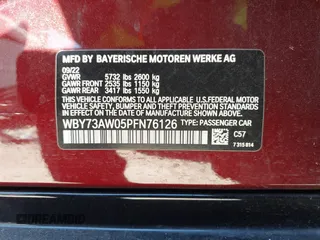 MFD BY BAYERISCHE MOTOREN WERKE AG
09/22
GVWR 5732 lbs 2600 kg
GAWR FRONT 2535 lbs 1150 kg
GAWR REAR 3417 lbs 1550 kg
THIS VEHICLE CONFORMS TO ALL APPLICABLE U.S. FEDERAL MOTOR
VEHICLE SAFETY, BUMPER, AND THEFT PREVENTION STANDARDS IN
EFFECT ON THE DATE OF MANUFACTURE SHOWN ABOVE.
WBY73AW05PFN76126 TYPE: PASSENGER CAR
C57
7 315 814
DREAMBID